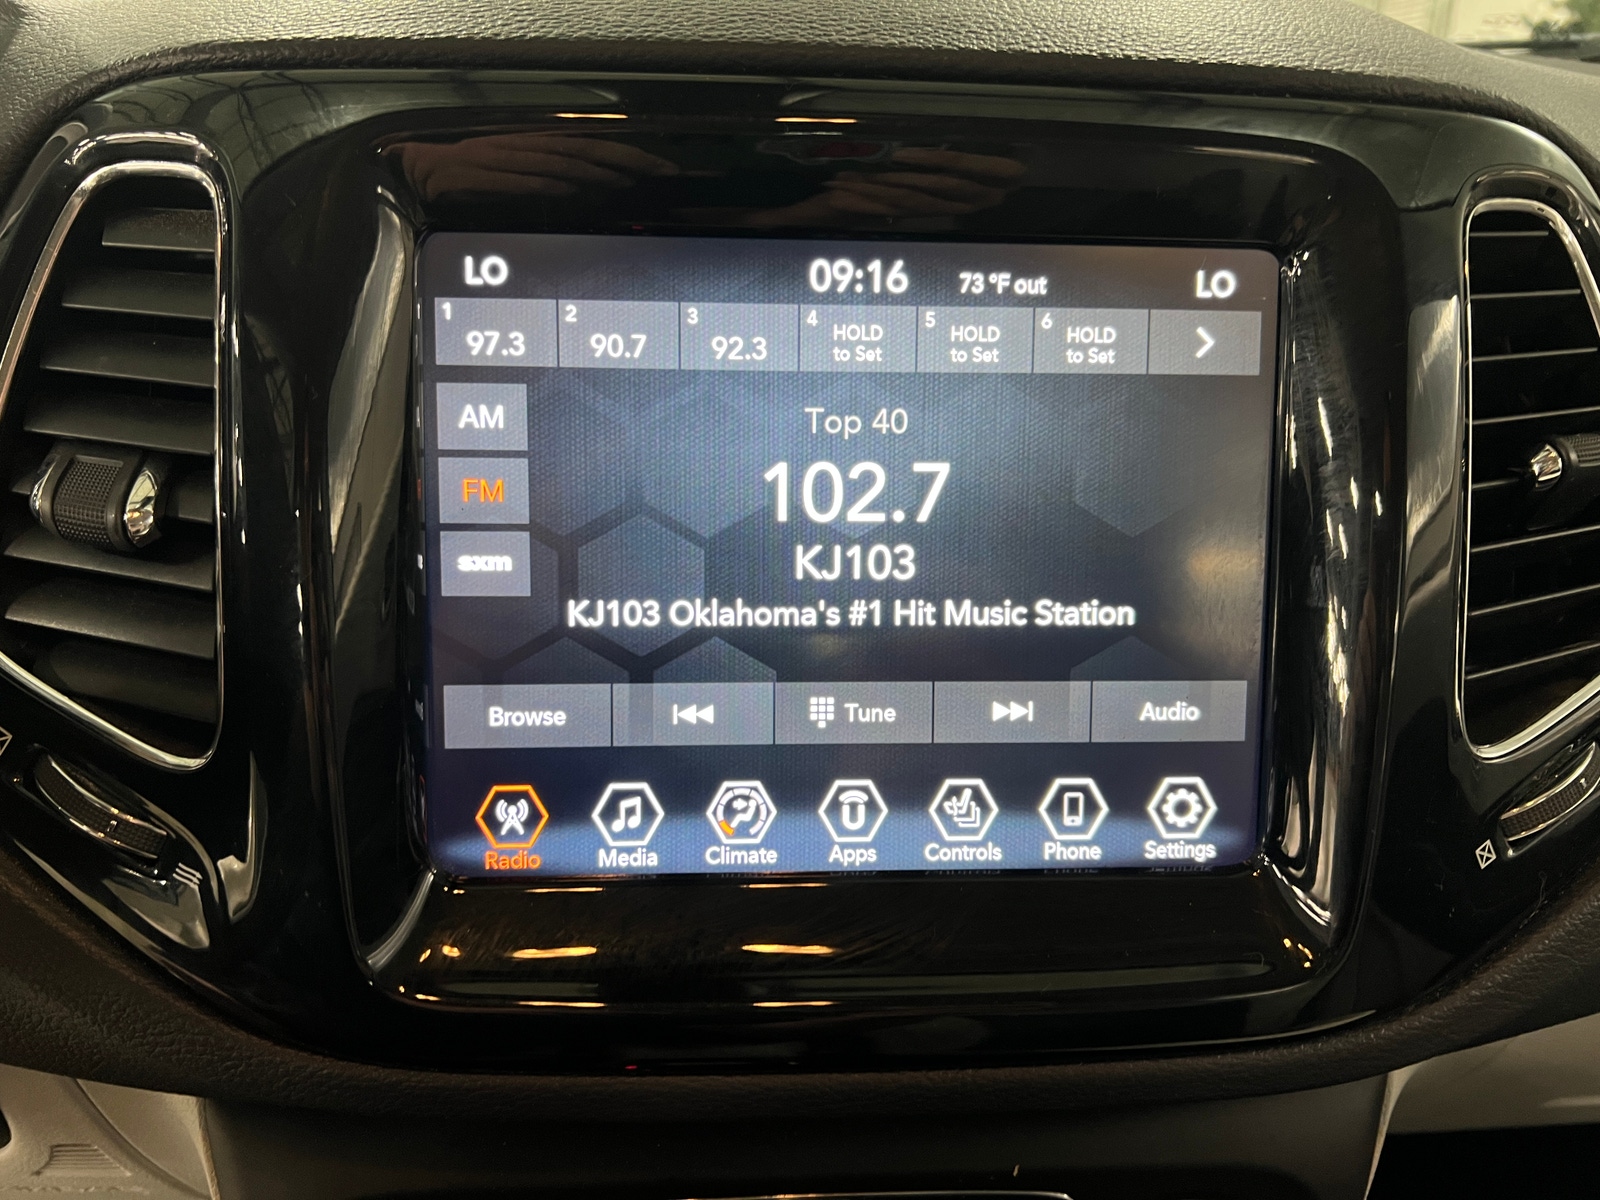 LO 09:16 73 °F out LO
1 97.3 2 90.7 3 92.3 4 HOLD to Set 5 HOLD to Set 6 HOLD to Set
AM
Top 40
FM
102.7
KJ103
sxm
KJ103 Oklahoma's #1 Hit Music Station
Browse Tune Audio
Radio Media Climate Apps Controls Phone Settings